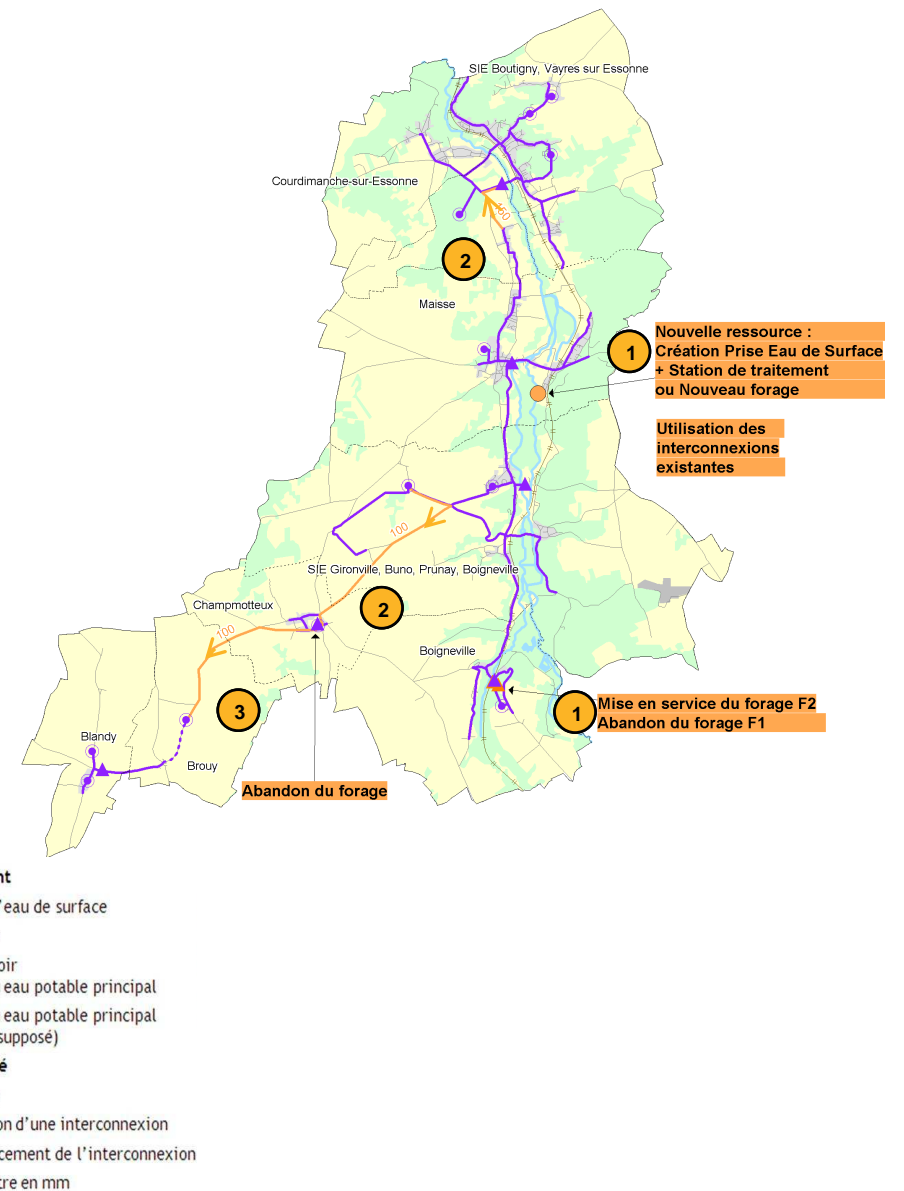 SIE Boutigny, Vayres sur Essonne
Courdimanche-sur-Essonne
150
2
Maisse
1
Nouvelle ressource :
Création Prise Eau de Surface
+ Station de traitement
ou Nouveau forage
Utilisation des
interconnexions
existantes
100
SIE Gironville, Buno, Prunay, Boigneville
Champmotteux
2
100
Boigneville
3
1
Mise en service du forage F2
Abandon du forage F1
Blandy
Brouy
Abandon du forage
nt
'eau de surface
oir
eau potable principal
eau potable principal
supposé)
é
on d'une interconnexion
cement de l'interconnexion
tre en mm